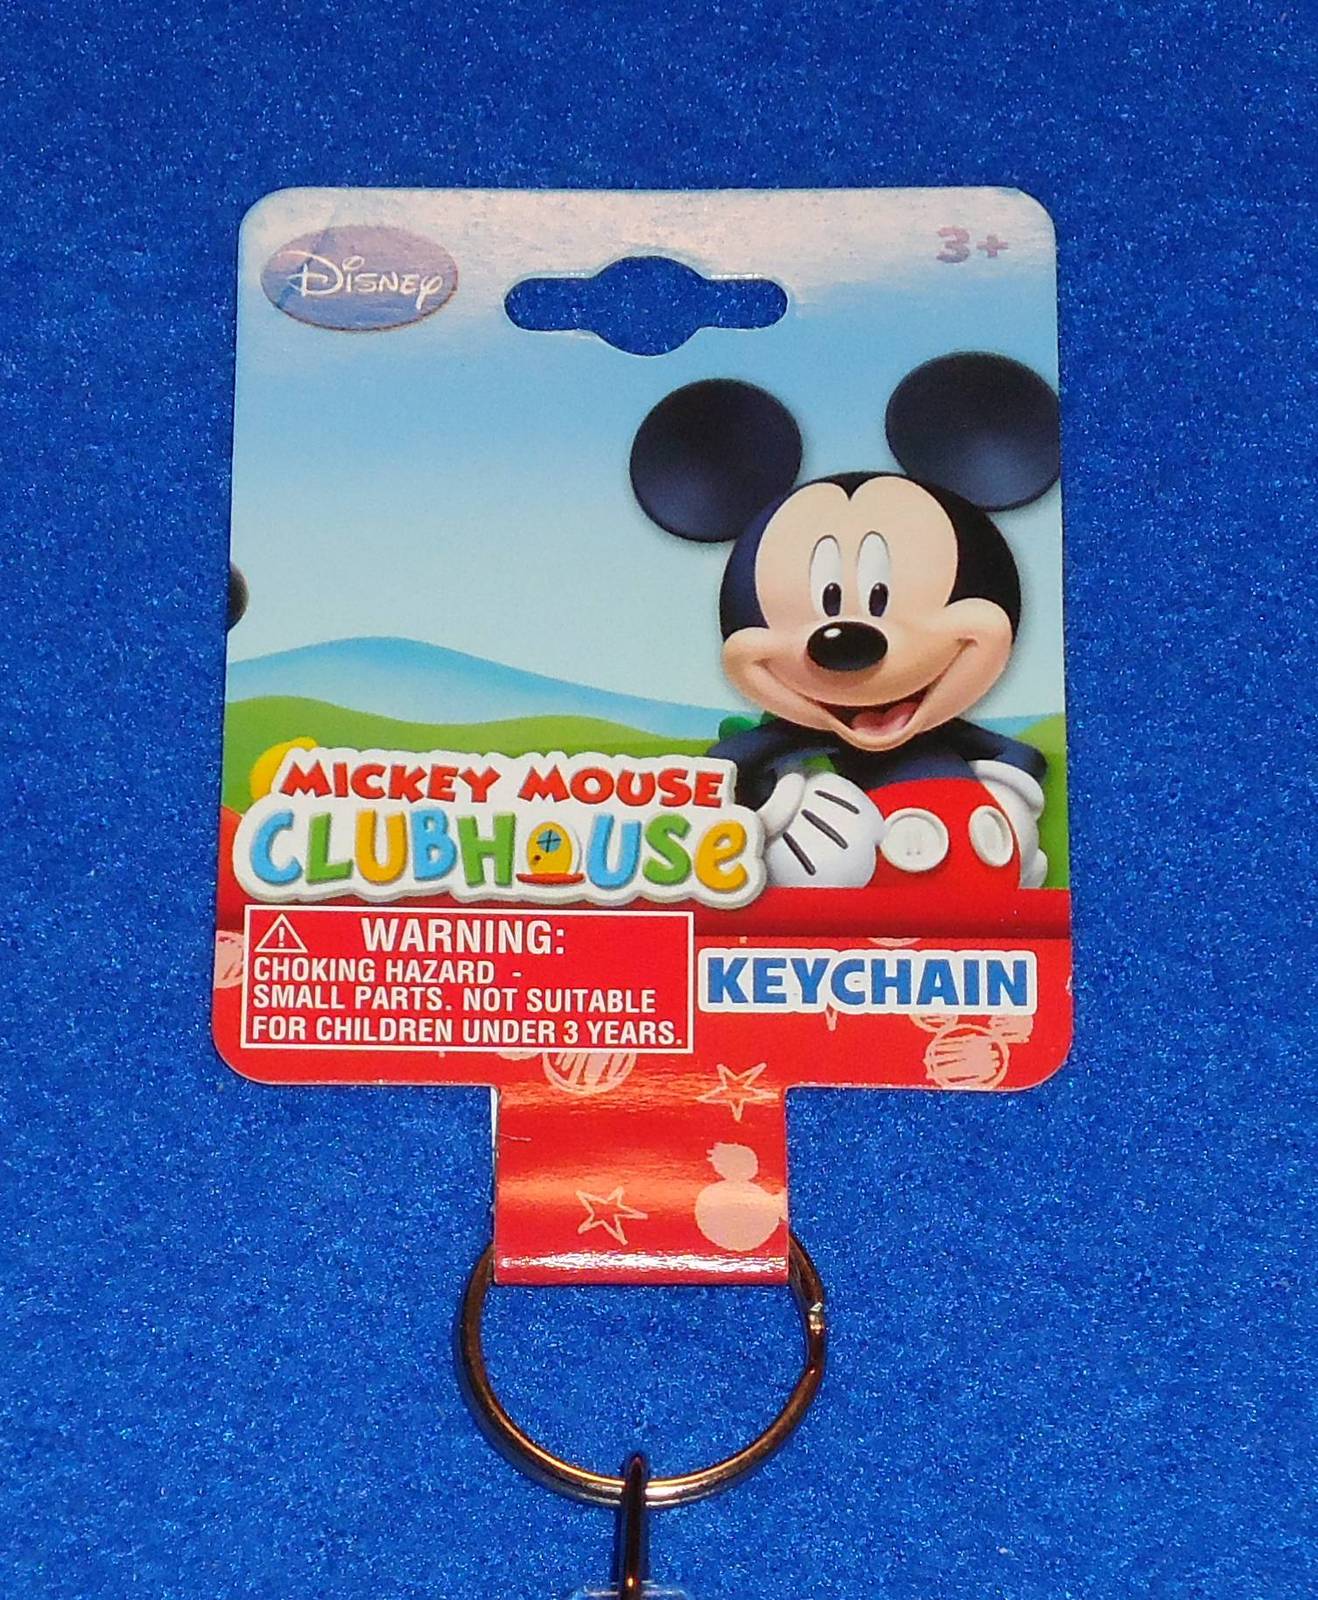 Disney
3+
MICKEY MOUSE
CLUBHOUSE
WARNING:
CHOKING HAZARD -
SMALL PARTS. NOT SUITABLE
FOR CHILDREN UNDER 3 YEARS.
KEYCHAIN